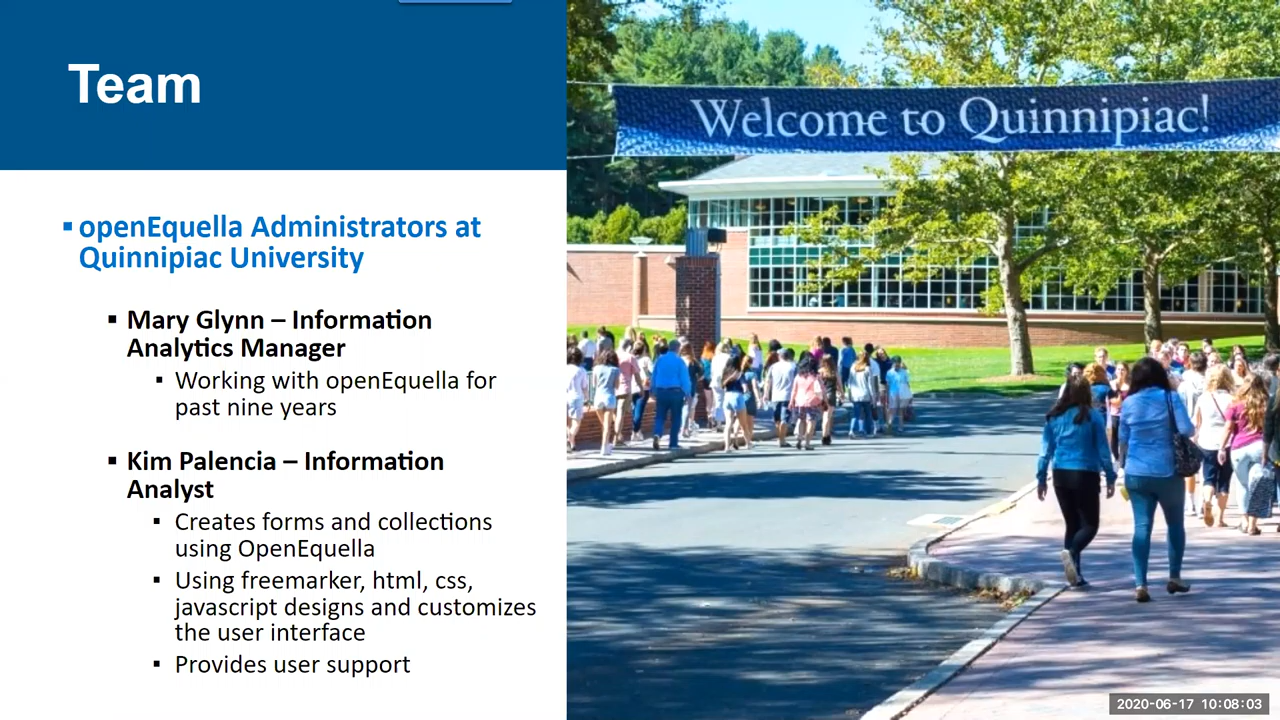 Team
Welcome to Quinnipiac!
▪ openEquella Administrators at
Quinnipiac University
▪ Mary Glynn – Information
Analytics Manager
▪ Working with openEquella for
past nine years
▪ Kim Palencia – Information
Analyst
▪ Creates forms and collections
using OpenEquella
▪ Using freemarker, html, css,
javascript designs and customizes
the user interface
▪ Provides user support
2020-06-17 10:08:03